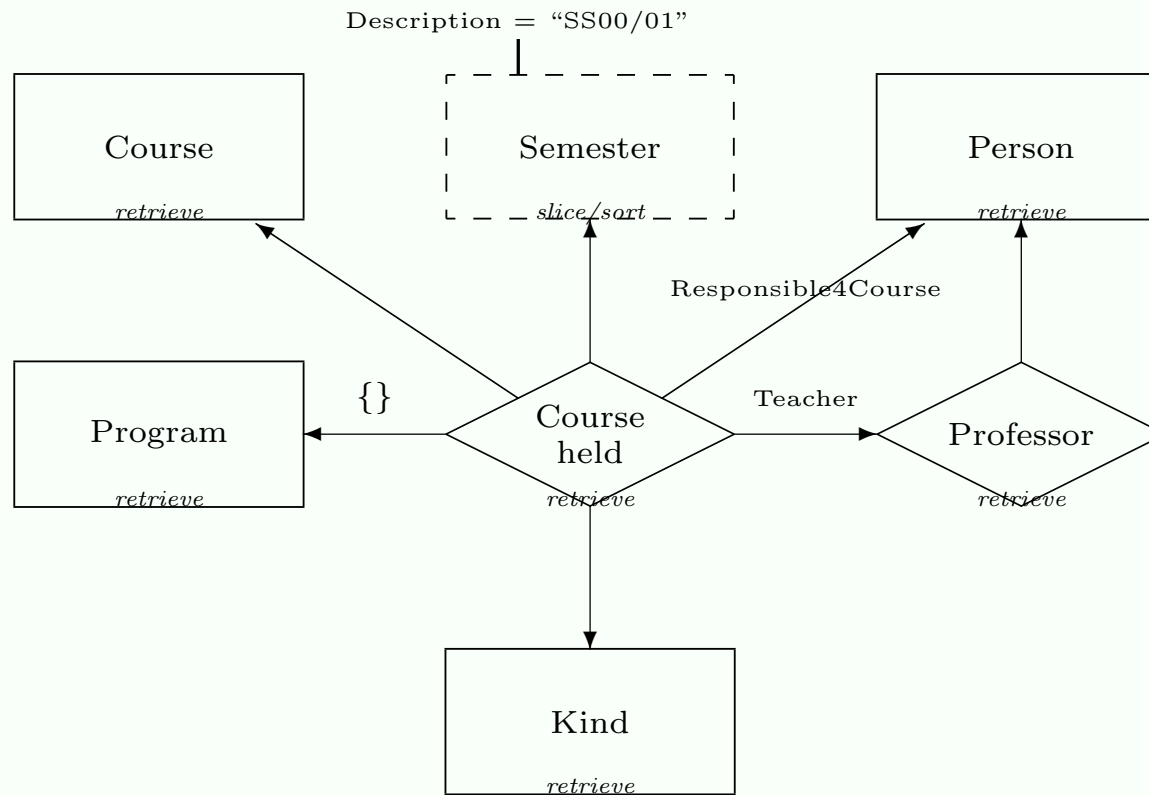 Description = “SS00/01”
Course
Semester
Person
retrieve
slice/sort
retrieve
Responsible4Course
{}
Teacher
Program
Course
held
Professor
retrieve
retrieve
retrieve
Kind
retrieve